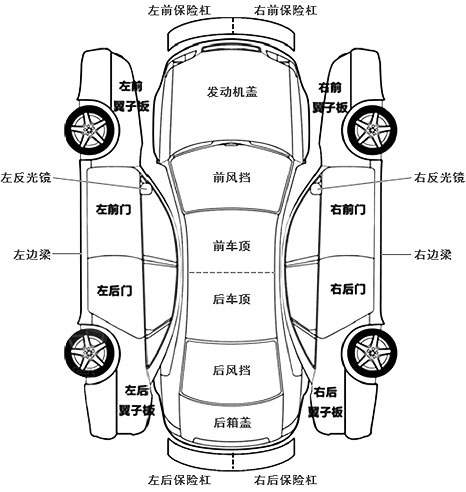 左前保险杠 右前保险杠
左前
翼子板
发动机盖
右前
翼子板
左反光镜
前风挡
右反光镜
左前门
右前门
左边梁
前车顶
右边梁
左后门
后车顶
右后门
后风挡
左后
翼子板
右后
翼子板
后箱盖
左后保险杠 右后保险杠